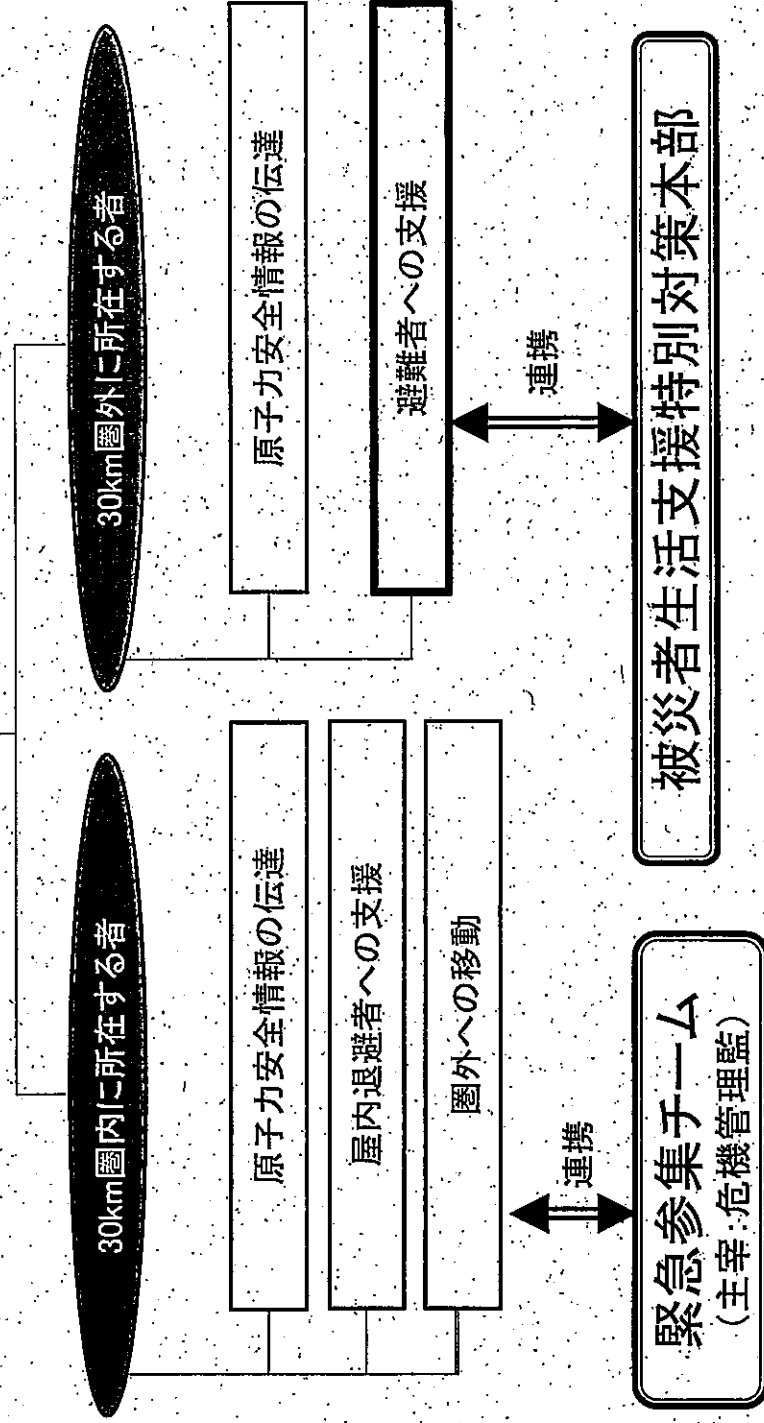 30km圏内に所在する者
原子力安全情報の伝達
屋内退避者への支援
圏外への移動
連携
緊急参集チーム
(主宰:危機管理監)
30km圏外に所在する者
原子力安全情報の伝達
避難者への支援
連携
被災者生活支援特別対策本部